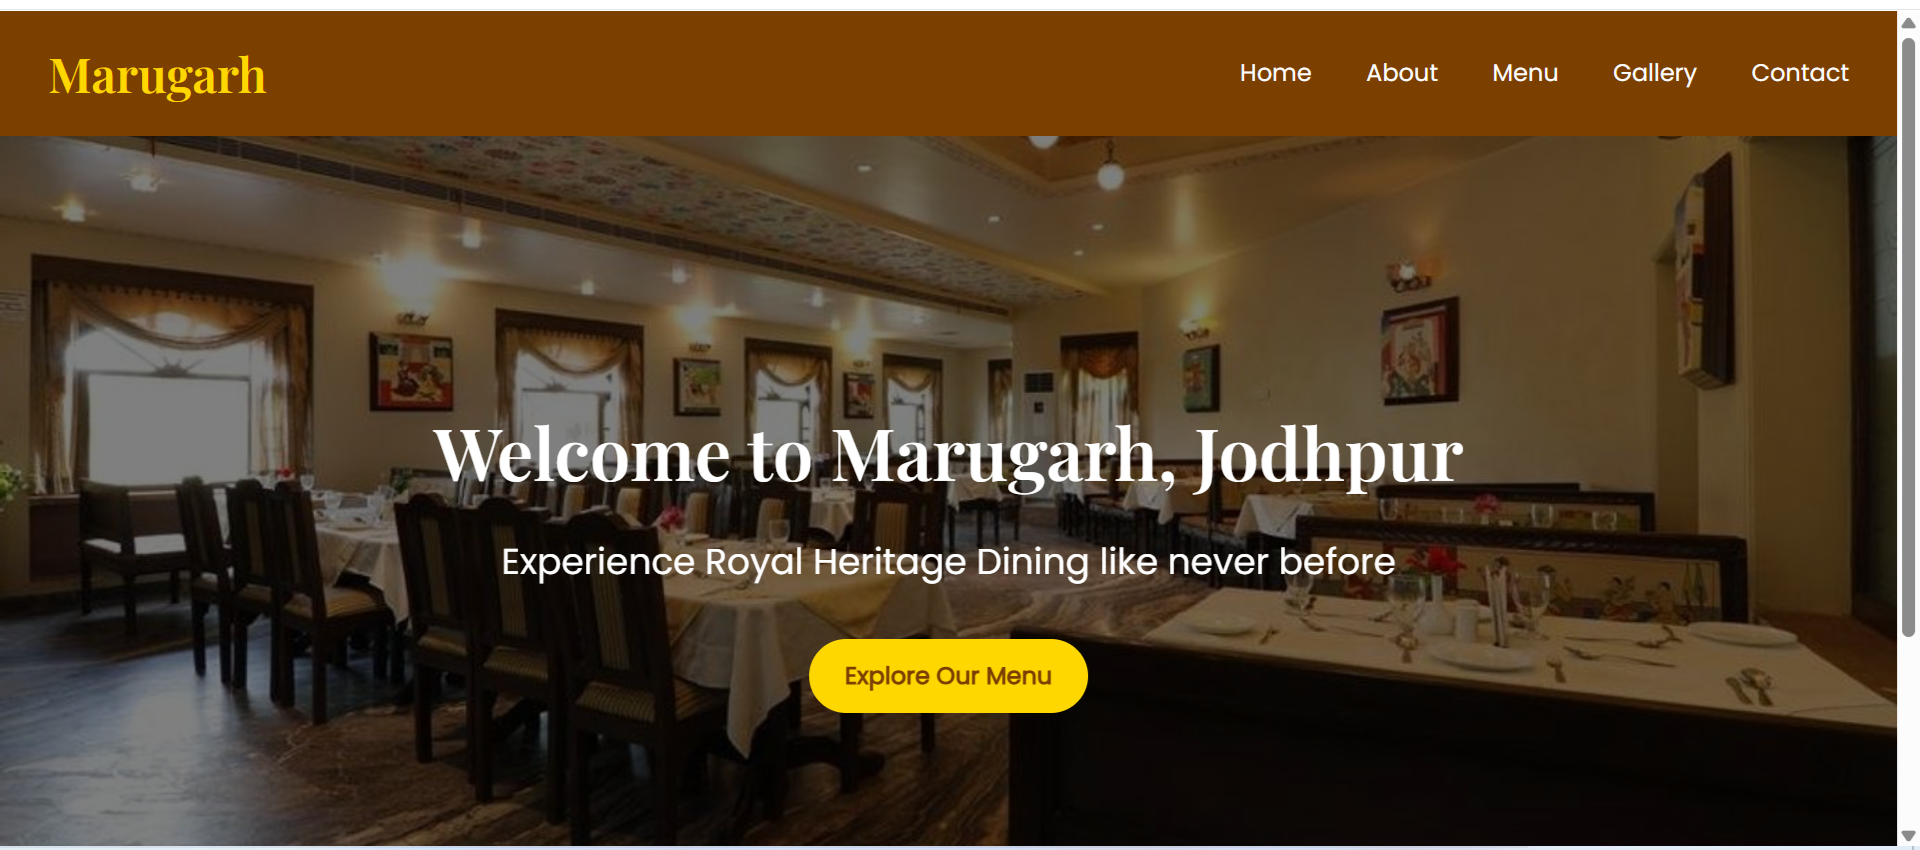 Marugarh
Home About Menu Gallery Contact
Welcome to Marugarh, Jodhpur
Experience Royal Heritage Dining like never before
Explore Our Menu